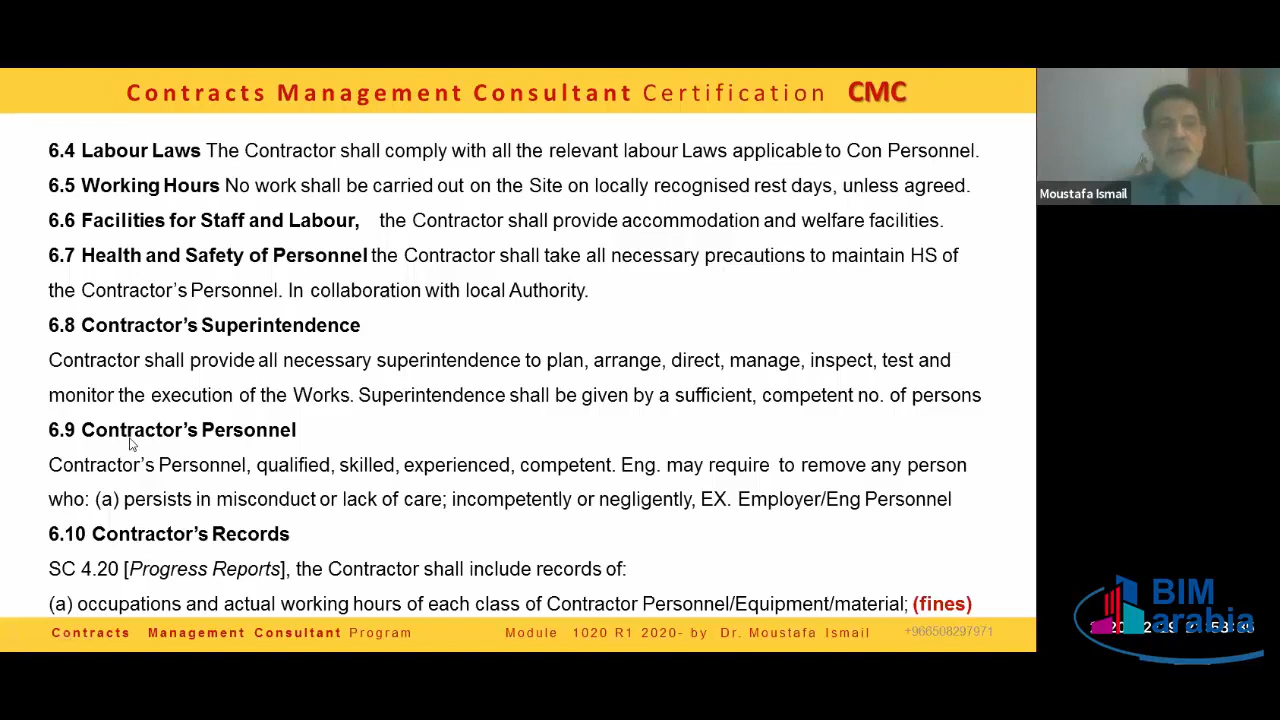 Contracts Management Consultant Certification CMC
6.4 Labour Laws The Contractor shall comply with all the relevant labour Laws applicable to Con Personnel.
6.5 Working Hours No work shall be carried out on the Site on locally recognised rest days, unless agreed.
6.6 Facilities for Staff and Labour, the Contractor shall provide accommodation and welfare facilities.
6.7 Health and Safety of Personnel the Contractor shall take all necessary precautions to maintain HS of
the Contractor's Personnel. In collaboration with local Authority.
6.8 Contractor's Superintendence
Contractor shall provide all necessary superintendence to plan, arrange, direct, manage, inspect, test and
monitor the execution of the Works. Superintendence shall be given by a sufficient, competent no. of persons
6.9 Contractor's Personnel
Contractor's Personnel, qualified, skilled, experienced, competent. Eng. may require to remove any person
who: (a) persists in misconduct or lack of care; incompetently or negligently, EX. Employer/Eng Personnel
6.10 Contractor's Records
SC 4.20 [Progress Reports], the Contractor shall include records of:
(a) occupations and actual working hours of each class of Contractor Personnel/Equipment/material; (fines)
Contracts Management Consultant Program Module 1020 R1 2020- by Dr. Moustafa Ismail +966508297971
Moustafa Ismail
BIM
arabia